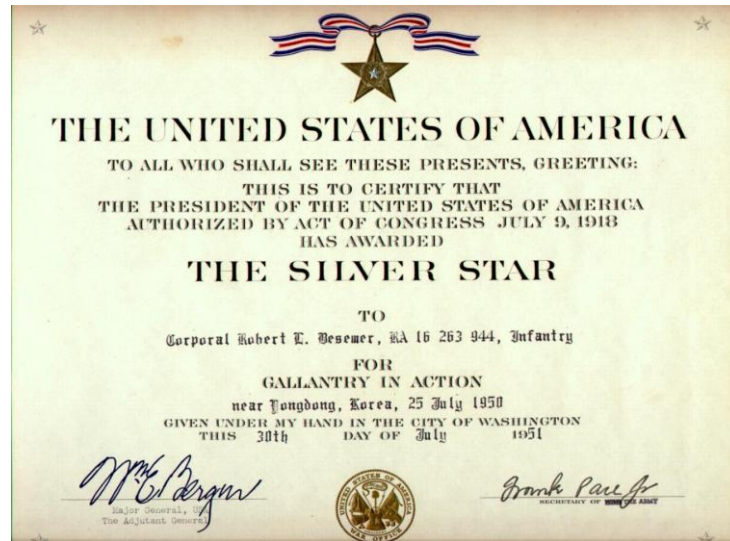 THE UNITED STATES OF AMERICA
TO ALL WHO SHALL SEE THESE PRESENTS, GREETING:
THIS IS TO CERTIFY THAT
THE PRESIDENT OF THE UNITED STATES OF AMERICA
AUTHORIZED BY ACT OF CONGRESS JULY 9, 1918
HAS AWARDED
THE SILVER STAR
TO
Corporal Robert L. Desemer, RA 16 263 944, Infantry
FOR
GALLANTRY IN ACTION
near Yongdong, Korea, 25 July 1950
GIVEN UNDER MY HAND IN THE CITY OF WASHINGTON
THIS 30th DAY OF July 1951
Wm E. Bergin
Major General, USA
The Adjutant General
UNITED STATES OF AMERICA
WAR OFFICE
Frank Pace Jr
SECRETARY OF THE ARMY